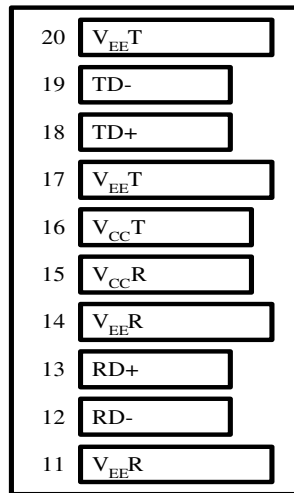 20 VEET
19 TD-
18 TD+
17 VEET
16 VCCT
15 VCCR
14 VEER
13 RD+
12 RD-
11 VEER